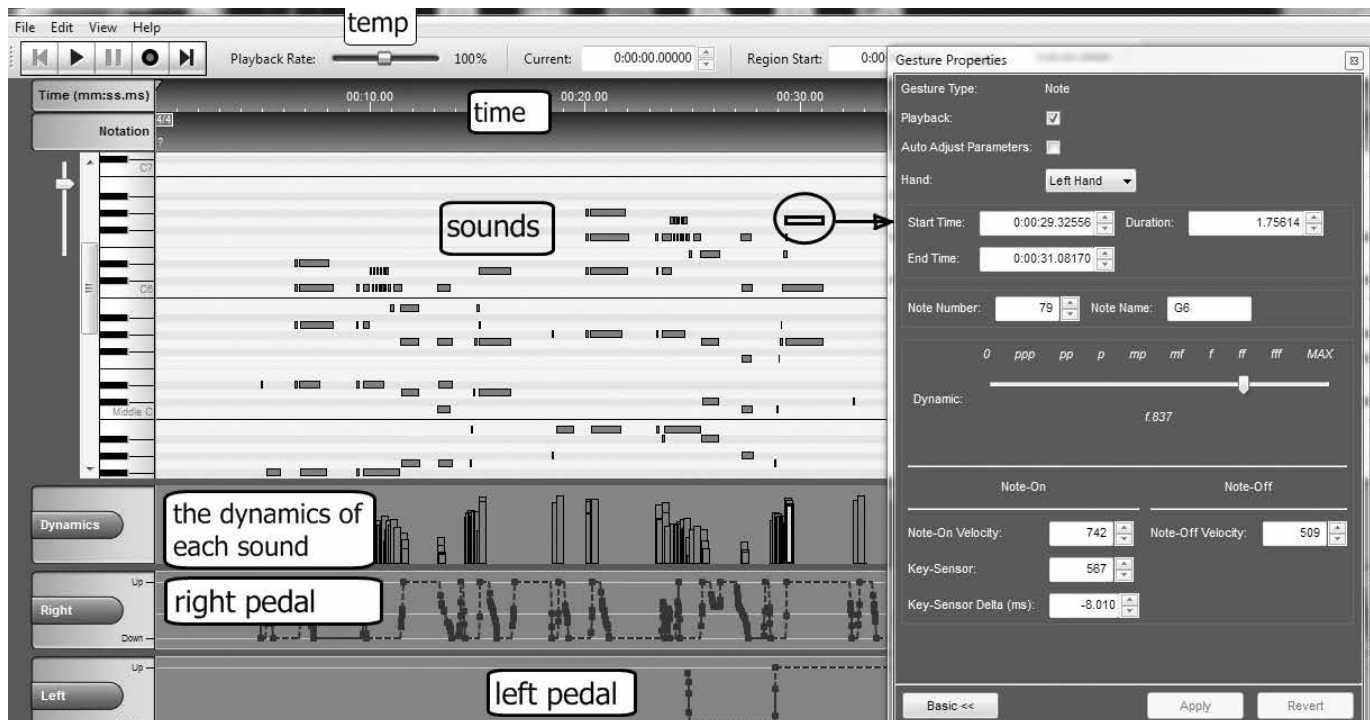 temp
File Edit View Help
Playback Rate: 100% Current: 0:00:00.00000 Region Start: 0:00
Time (mm:ss.ms) 00:10.00 00:20.00 00:30.00
time
Notation 4/4
?
C7
sounds
C6
Middle C
Dynamics
the dynamics of
each sound
Up
Right
Down
right pedal
Up
Left
left pedal
Gesture Properties
Gesture Type: Note
Playback:
Auto Adjust Parameters:
Hand: Left Hand
Start Time: 0:00:29.32556 Duration: 1.75614
End Time: 0:00:31.08170
Note Number: 79 Note Name: G6
0 ppp pp p mp mf f ff fff MAX
Dynamic:
f.837
Note-On Note-Off
Note-On Velocity: 742 Note-Off Velocity: 509
Key-Sensor: 567
Key-Sensor Delta (ms): -8.010
Basic << Apply Revert